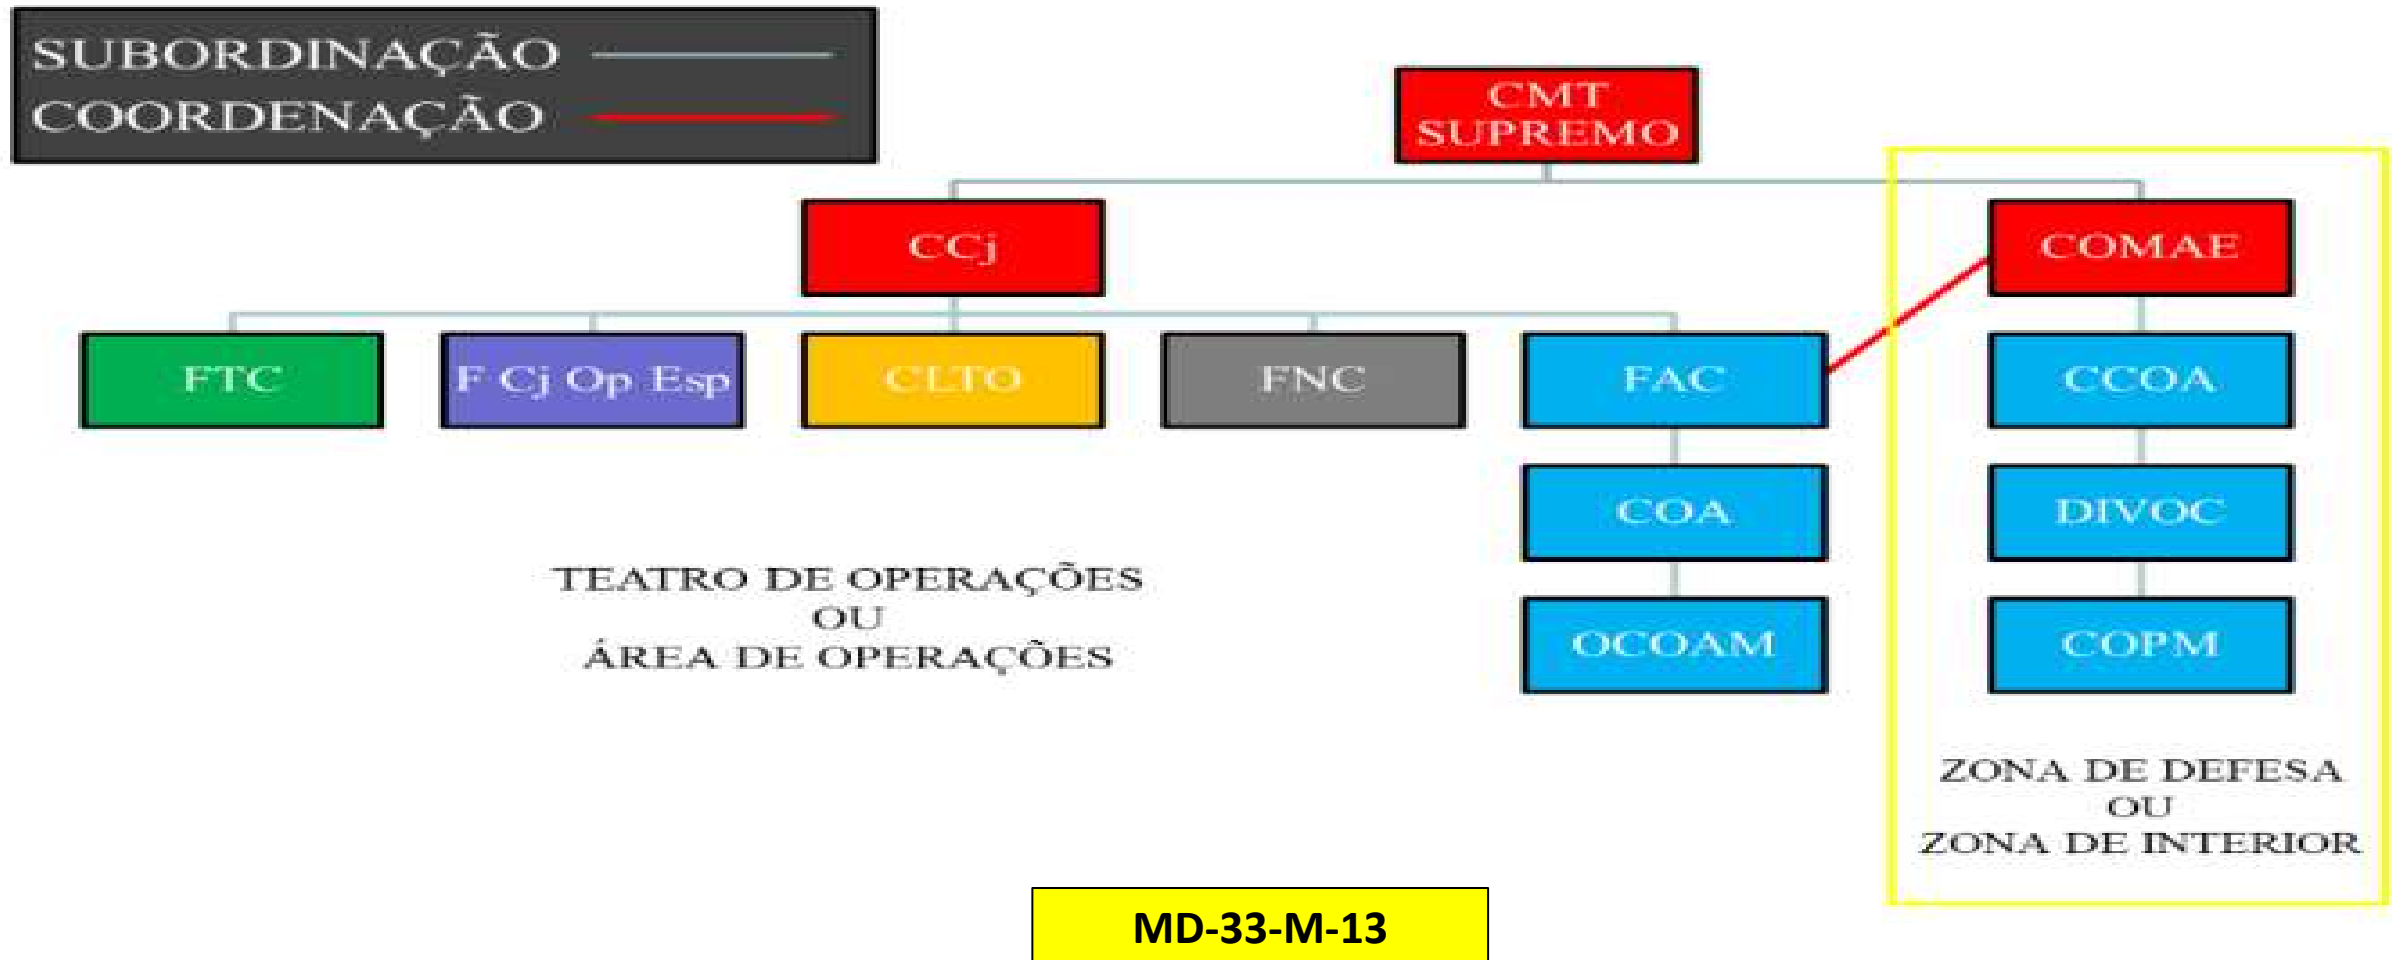 SUBORDINAÇÃO
COORDENAÇÃO
CMT
SUPREMO
CCj
COMAE
FTC
F Cj Op Esp
CLTO
FNC
FAC
CCOA
COA
DIVOC
OCOAM
COPM
TEATRO DE OPERAÇÕES
OU
ÁREA DE OPERAÇÕES
ZONA DE DEFESA
OU
ZONA DE INTERIOR
MD-33-M-13